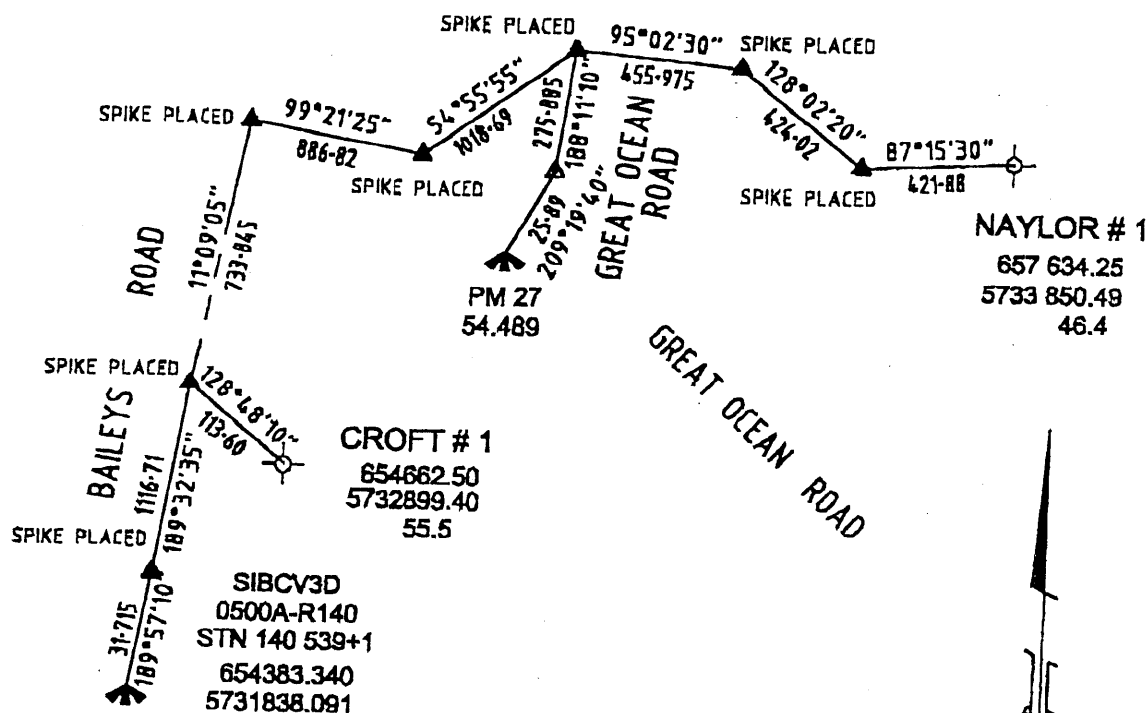 SPIKE PLACED
95°02'30"
455·975
SPIKE PLACED
128°02'20"
424·02
87°15'30"
421·88
SPIKE PLACED
SPIKE PLACED
99°21'25"
886·82
54°55'55"
1018·69
SPIKE PLACED
275·885
188°11'10"
GREAT OCEAN
ROAD
25·89
209°19'40"
PM 27
54.489
NAYLOR # 1
657 634.25
5733 850.49
46.4
ROAD
11°09'05"
733·845
GREAT OCEAN ROAD
SPIKE PLACED
128°48'10"
113·60
CROFT # 1
654662.50
5732899.40
55.5
BAILEYS
1116·71
189°32'35"
SPIKE PLACED
31·715
189°57'10"
SIBCV3D
0500A-R140
STN 140 539+1
654383.340
5731838.091